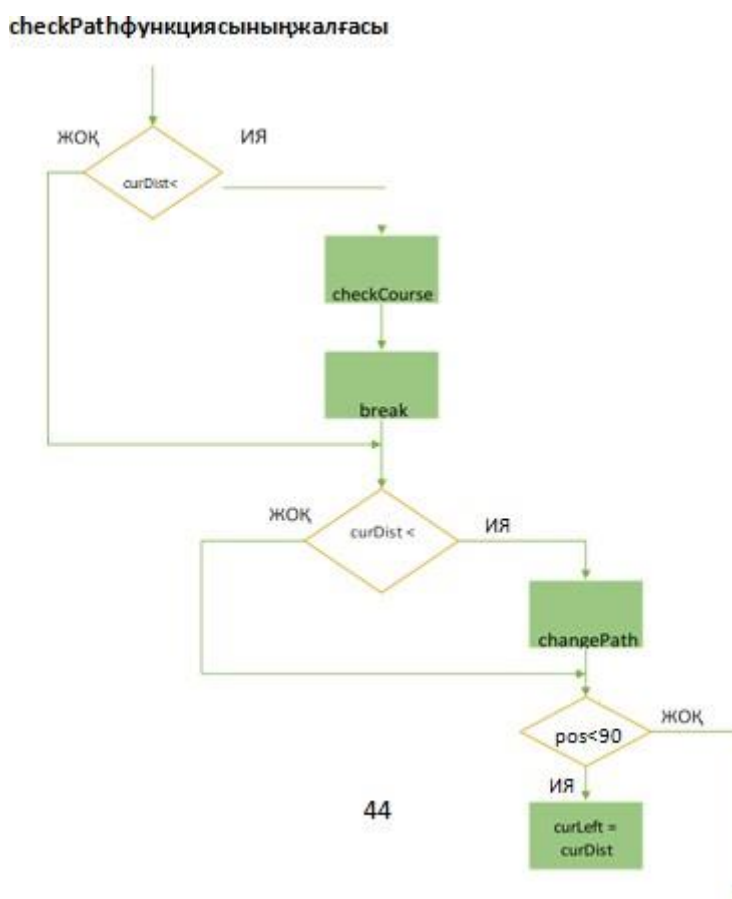 checkPathфункциясыныңжалғасы
ЖОҚ
ИЯ
curDist<
checkCourse
break
ЖОҚ
curDist <
ИЯ
changePath
pos<90
ЖОҚ
ИЯ
44
curLeft =
curDist